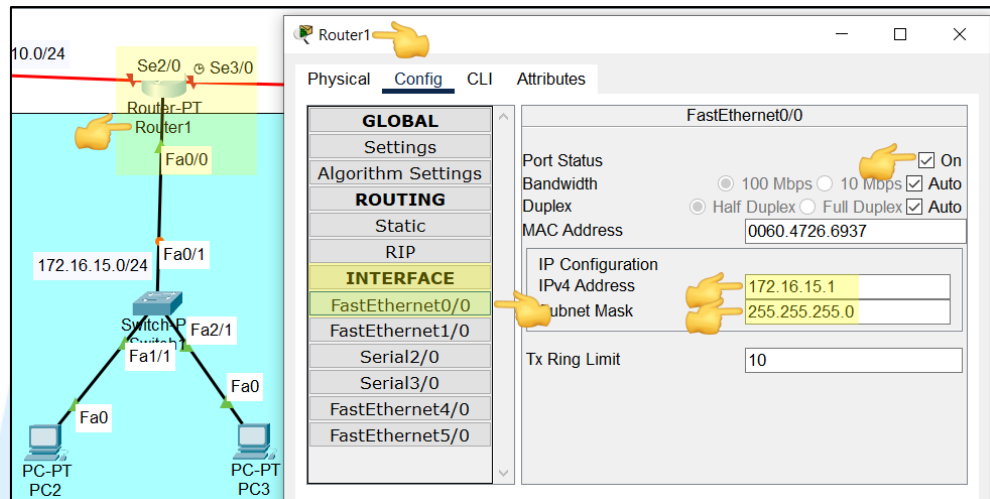 10.0/24
Se2/0
Se3/0
Router-PT
Router1
Fa0/0
Fa0/1
172.16.15.0/24
Fa2/1
Fa1/1
Fa0
Fa0
PC-PT
PC2
PC-PT
PC3
Router1
Physical Config CLI Attributes
GLOBAL
Settings
Algorithm Settings
ROUTING
Static
RIP
INTERFACE
FastEthernet0/0
FastEthernet1/0
Serial2/0
Serial3/0
FastEthernet4/0
FastEthernet5/0
FastEthernet0/0
Port Status On
Bandwidth 100 Mbps 10 Mbps Auto
Duplex Half Duplex Full Duplex Auto
MAC Address 0060.4726.6937
IP Configuration
IPv4 Address 172.16.15.1
Subnet Mask 255.255.255.0
Tx Ring Limit 10